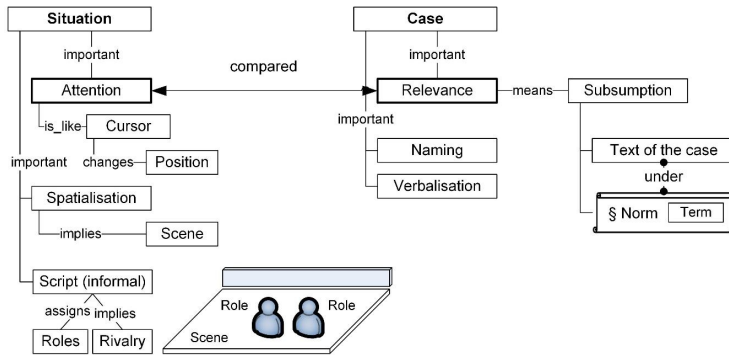 Situation
Case
important
important
compared
Attention
Relevance
means
Subsumption
is_like
Cursor
important
important
changes
Position
Naming
Text of the case
under
Spatialisation
Verbalisation
§ Norm
Term
implies
Scene
Script (informal)
assigns
implies
Roles
Rivalry
Role
Role
Scene